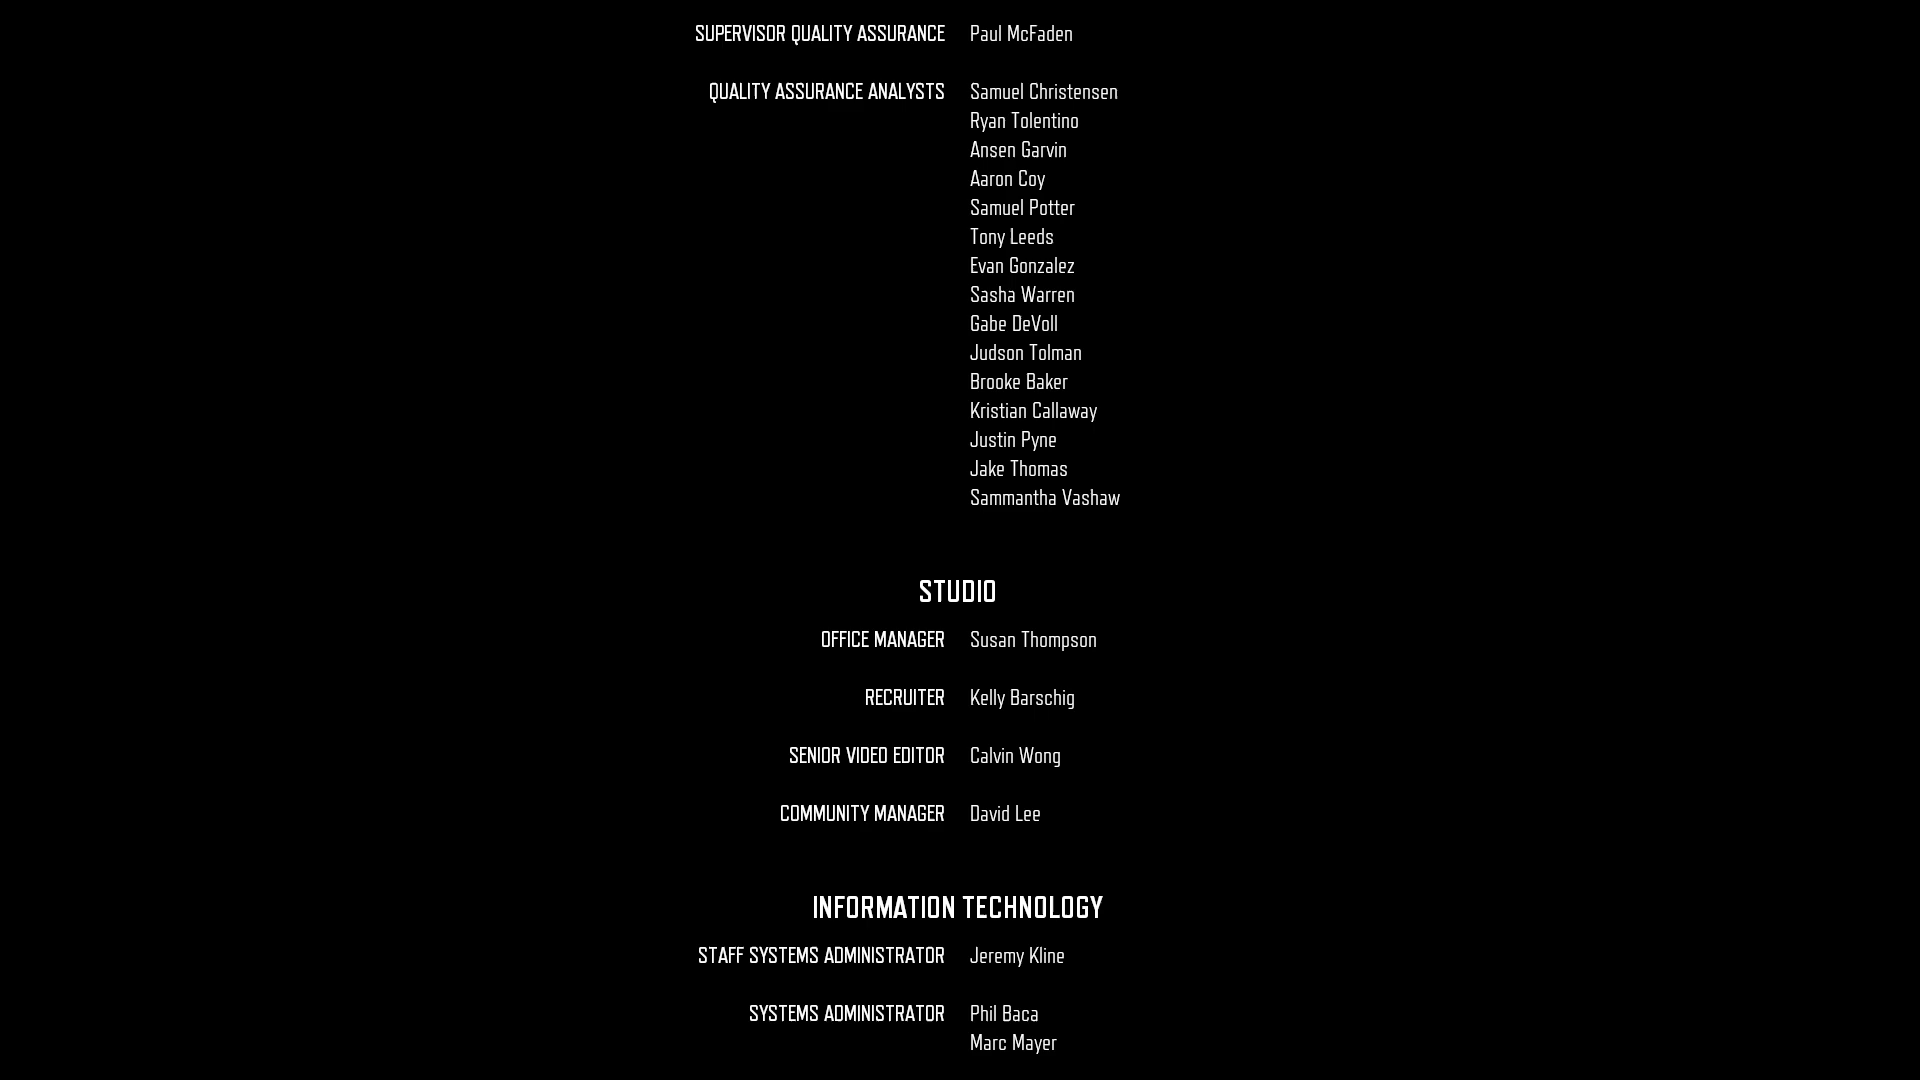 SUPERVISOR QUALITY ASSURANCE Paul McFaden
QUALITY ASSURANCE ANALYSTS Samuel Christensen
Ryan Tolentino
Ansen Garvin
Aaron Coy
Samuel Potter
Tony Leeds
Evan Gonzalez
Sasha Warren
Gabe DeVoll
Judson Tolman
Brooke Baker
Kristian Callaway
Justin Pyne
Jake Thomas
Sammantha Vashaw
STUDIO
OFFICE MANAGER Susan Thompson
RECRUITER Kelly Barschig
SENIOR VIDEO EDITOR Calvin Wong
COMMUNITY MANAGER David Lee
INFORMATION TECHNOLOGY
STAFF SYSTEMS ADMINISTRATOR Jeremy Kline
SYSTEMS ADMINISTRATOR Phil Baca
Marc Mayer